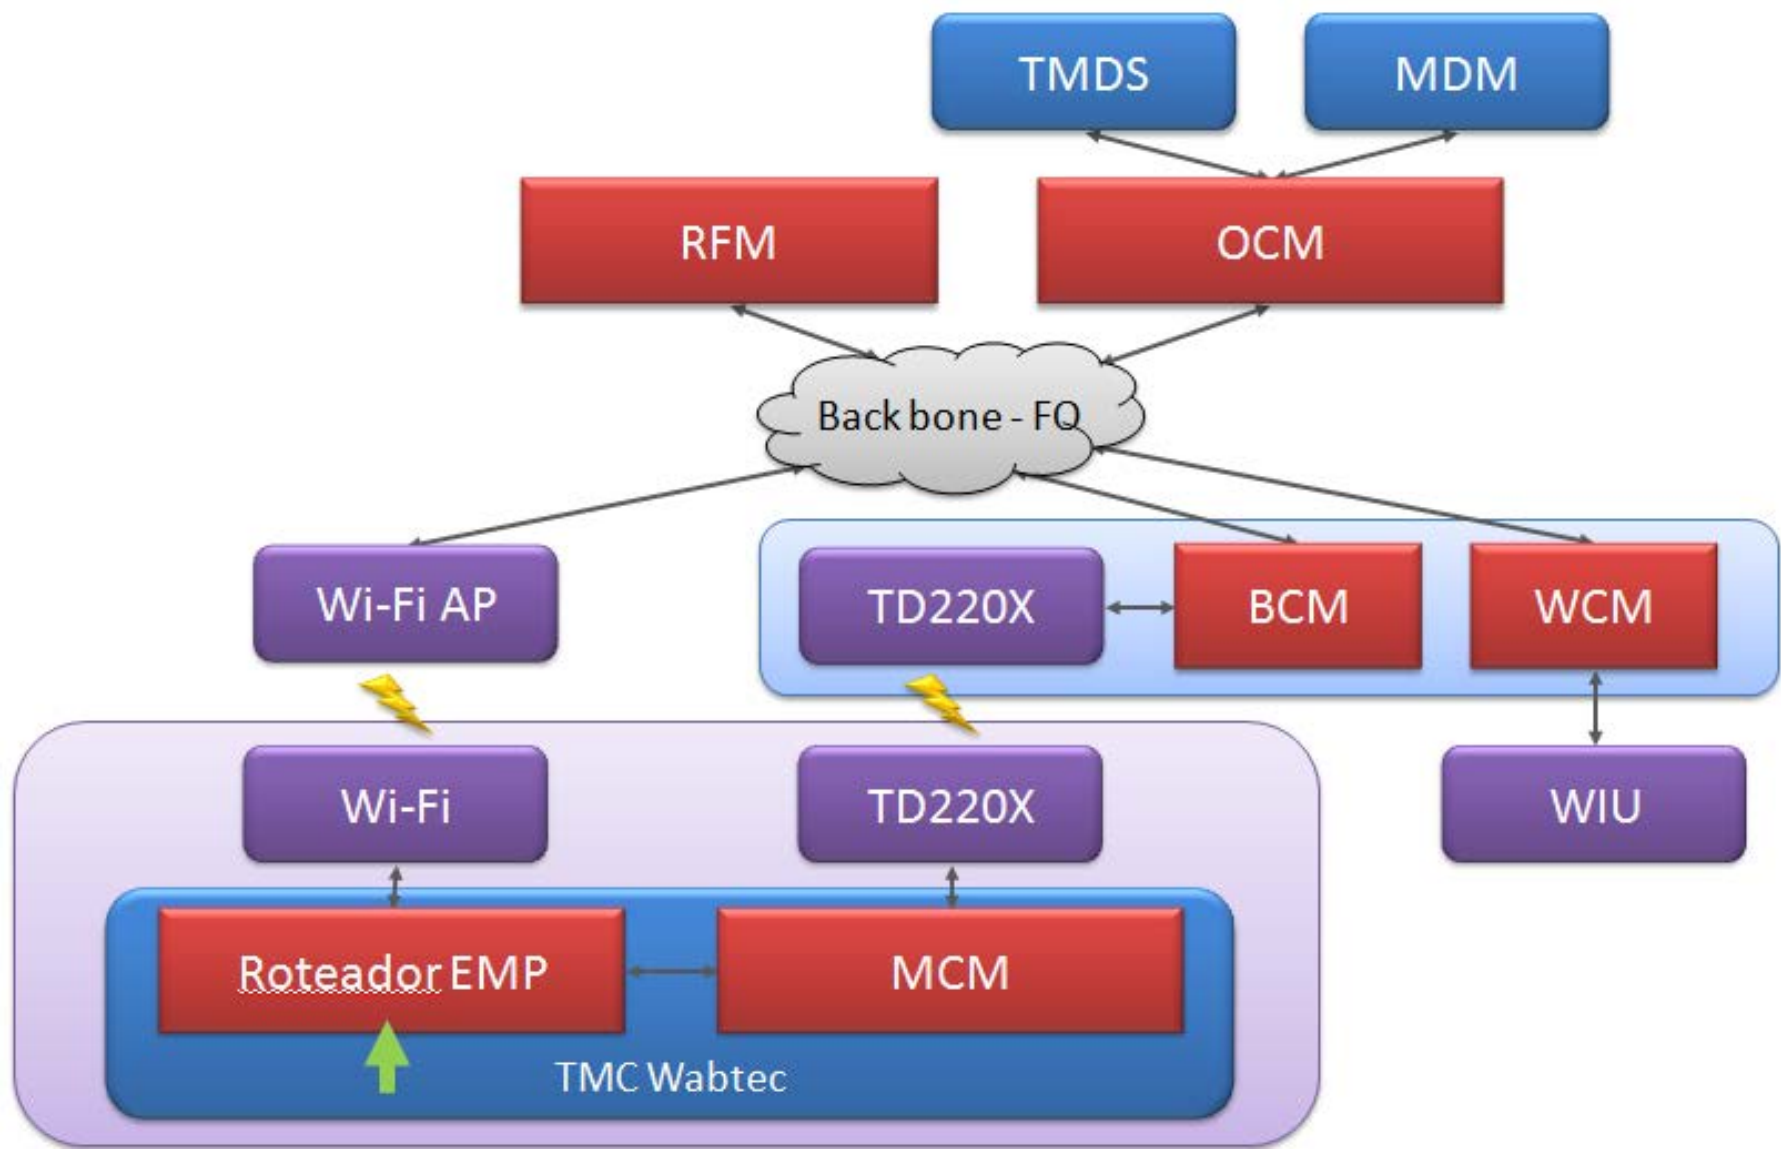 TMDS
MDM
RFM
OCM
Back bone - FO
Wi-Fi AP
TD220X
BCM
WCM
Wi-Fi
TD220X
WIU
Roteador EMP
MCM
TMC Wabtec